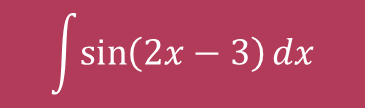 ∫ sin(2x − 3) dx